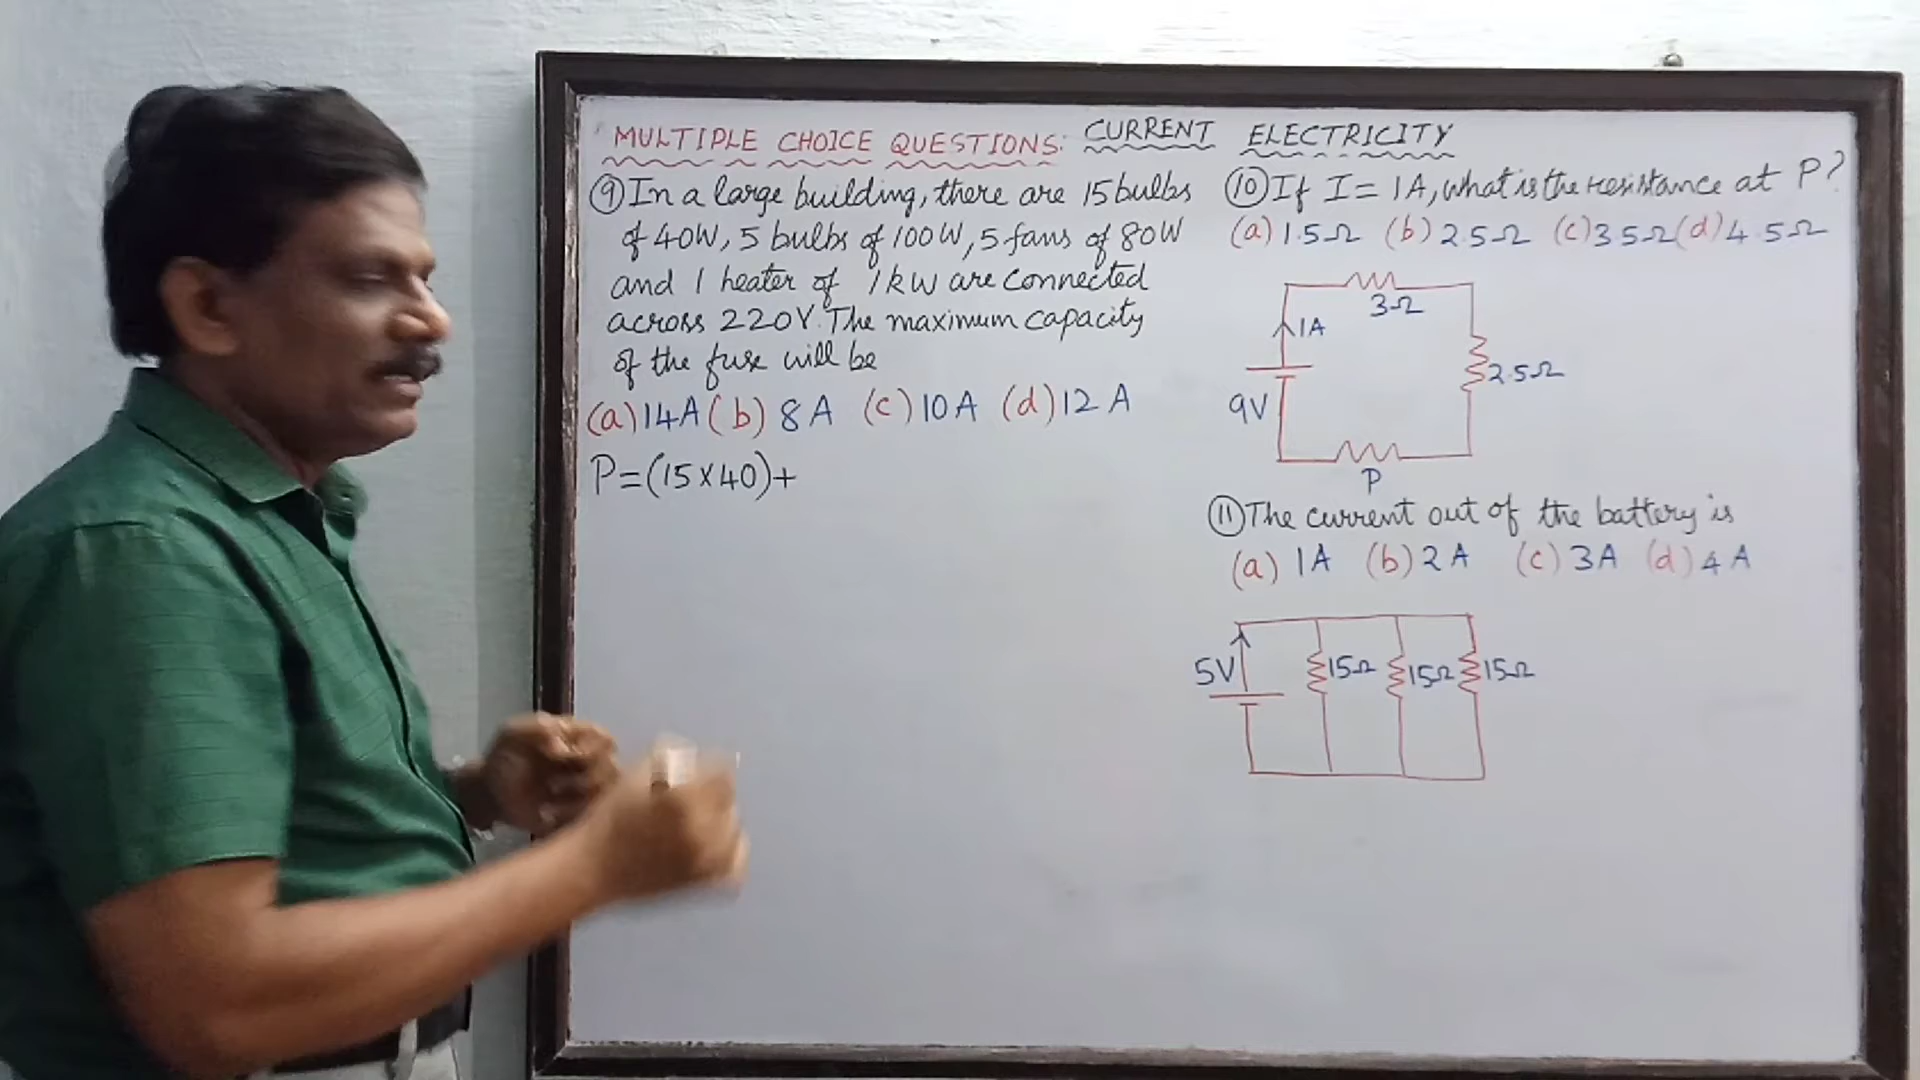 MULTIPLE CHOICE QUESTIONS: CURRENT ELECTRICITY
⑨ In a large building, there are 15 bulbs
of 40W, 5 bulbs of 100W, 5 fans of 80W
and 1 heater of 1kW are connected
across 220V. The maximum capacity
of the fuse will be
(a) 14A (b) 8A (c) 10A (d) 12A
P=(15×40)+
⑩ If I = 1A, what is the resistance at P?
(a) 1.5Ω (b) 2.5Ω (c) 3.5Ω (d) 4.5Ω
3Ω
1A
2.5Ω
9V
P
⑪ The current out of the battery is
(a) 1A (b) 2A (c) 3A (d) 4A
5V 15Ω 15Ω 15Ω